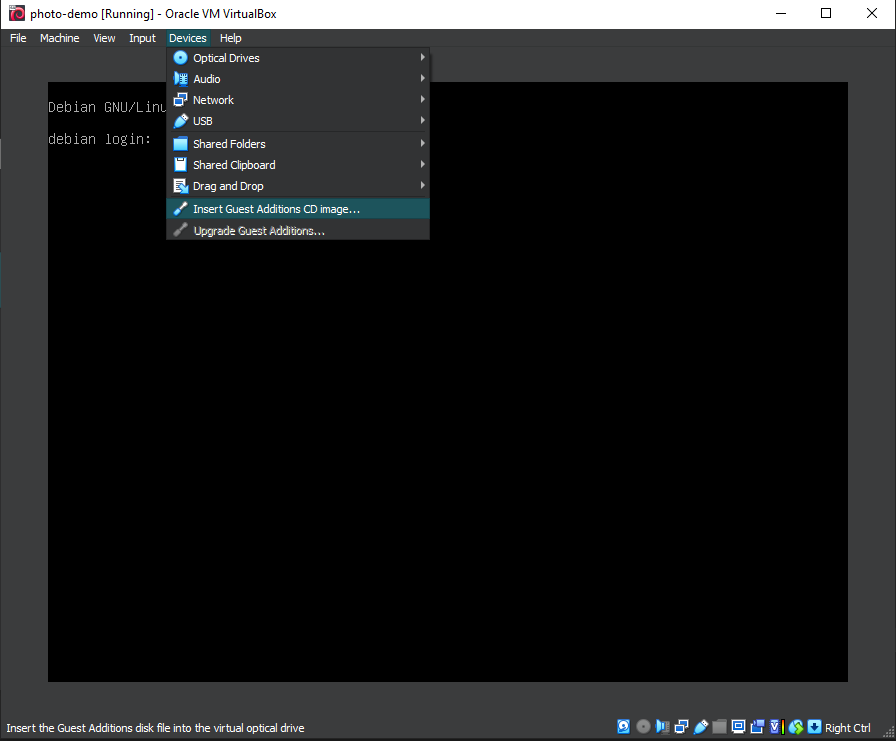 photo-demo [Running] - Oracle VM VirtualBox
File Machine View Input Devices Help
Optical Drives
Audio
Network
USB
Shared Folders
Shared Clipboard
Drag and Drop
Insert Guest Additions CD image...
Upgrade Guest Additions...
Debian GNU/Linu
debian login:
Insert the Guest Additions disk file into the virtual optical drive
Right Ctrl